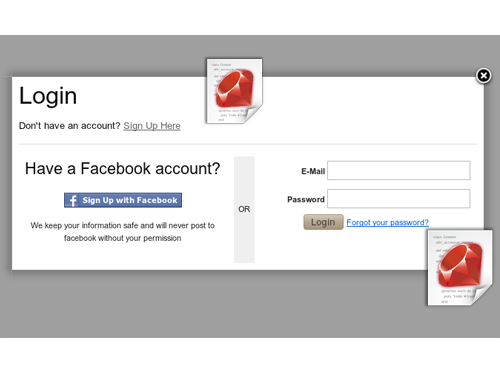 Login
Don't have an account? Sign Up Here
Have a Facebook account?
f Sign Up with Facebook
We keep your information safe and will never post to
facebook without your permission
OR
E-Mail
Password
Login Forgot your password?